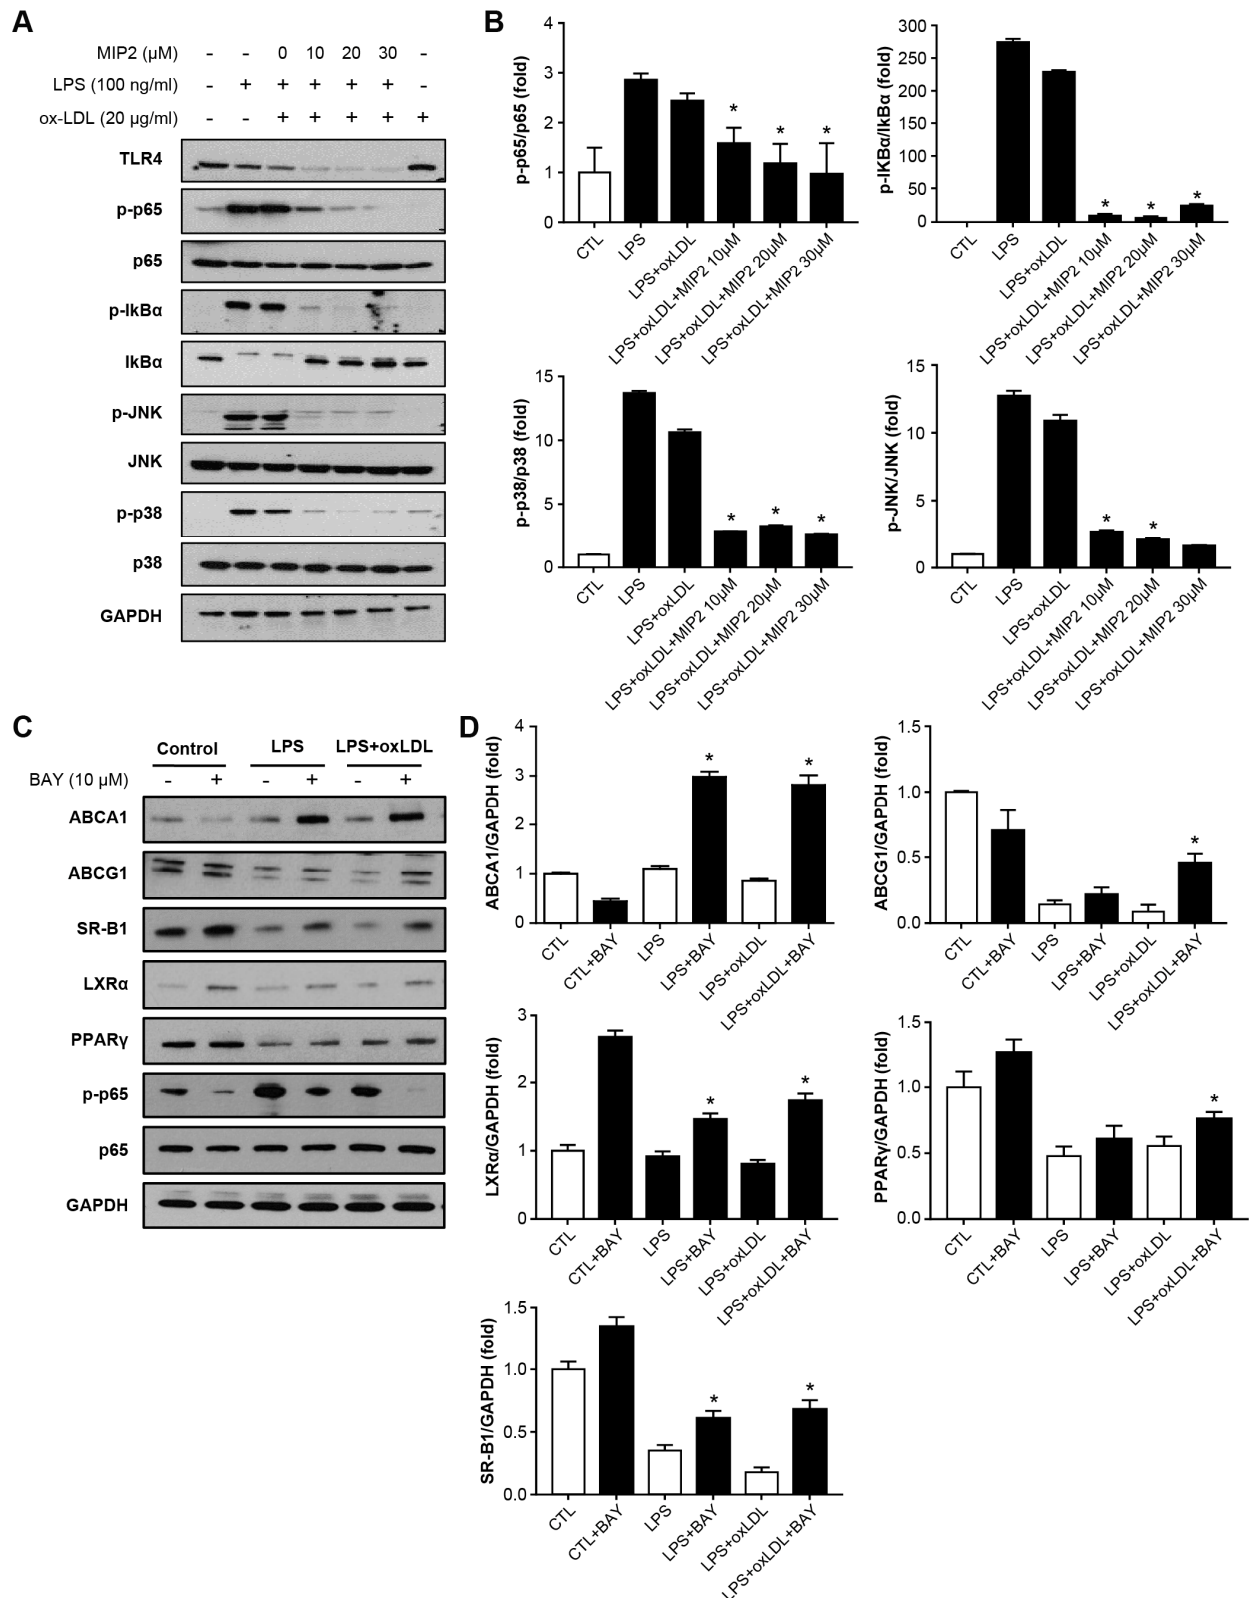 A
MIP2 (µM) - - 0 10 20 30 -
LPS (100 ng/ml) - + + + + + -
ox-LDL (20 µg/ml) - - + + + + +
TLR4
p-p65
p65
p-IkBα
IkBα
p-JNK
JNK
p-p38
p38
GAPDH
B
p-p65/p65 (fold)
4
3
2
1
0
CTL
LPS
LPS+oxLDL
LPS+oxLDL+MIP2 10µM
LPS+oxLDL+MIP2 20µM
LPS+oxLDL+MIP2 30µM
* * *
p-IKBα/IkBα (fold)
300
250
200
150
100
50
0
CTL
LPS
LPS+oxLDL
LPS+oxLDL+MIP2 10µM
LPS+oxLDL+MIP2 20µM
LPS+oxLDL+MIP2 30µM
* * *
p-p38/p38 (fold)
15
10
5
0
CTL
LPS
LPS+oxLDL
LPS+oxLDL+MIP2 10µM
LPS+oxLDL+MIP2 20µM
LPS+oxLDL+MIP2 30µM
* * *
p-JNK/JNK (fold)
15
10
5
0
CTL
LPS
LPS+oxLDL
LPS+oxLDL+MIP2 10µM
LPS+oxLDL+MIP2 20µM
LPS+oxLDL+MIP2 30µM
* *
C
Control LPS LPS+oxLDL
BAY (10 µM) - + - + - +
ABCA1
ABCG1
SR-B1
LXRα
PPARγ
p-p65
p65
GAPDH
D
ABCA1/GAPDH (fold)
4
3
2
1
0
CTL
CTL+BAY
LPS
LPS+BAY
LPS+oxLDL
LPS+oxLDL+BAY
* *
ABCG1/GAPDH (fold)
1.5
1.0
0.5
0.0
CTL
CTL+BAY
LPS
LPS+BAY
LPS+oxLDL
LPS+oxLDL+BAY
*
LXRα/GAPDH (fold)
3
2
1
0
CTL
CTL+BAY
LPS
LPS+BAY
LPS+oxLDL
LPS+oxLDL+BAY
* *
PPARγ/GAPDH (fold)
1.5
1.0
0.5
0.0
CTL
CTL+BAY
LPS
LPS+BAY
LPS+oxLDL
LPS+oxLDL+BAY
*
SR-B1/GAPDH (fold)
1.5
1.0
0.5
0.0
CTL
CTL+BAY
LPS
LPS+BAY
LPS+oxLDL
LPS+oxLDL+BAY
* *